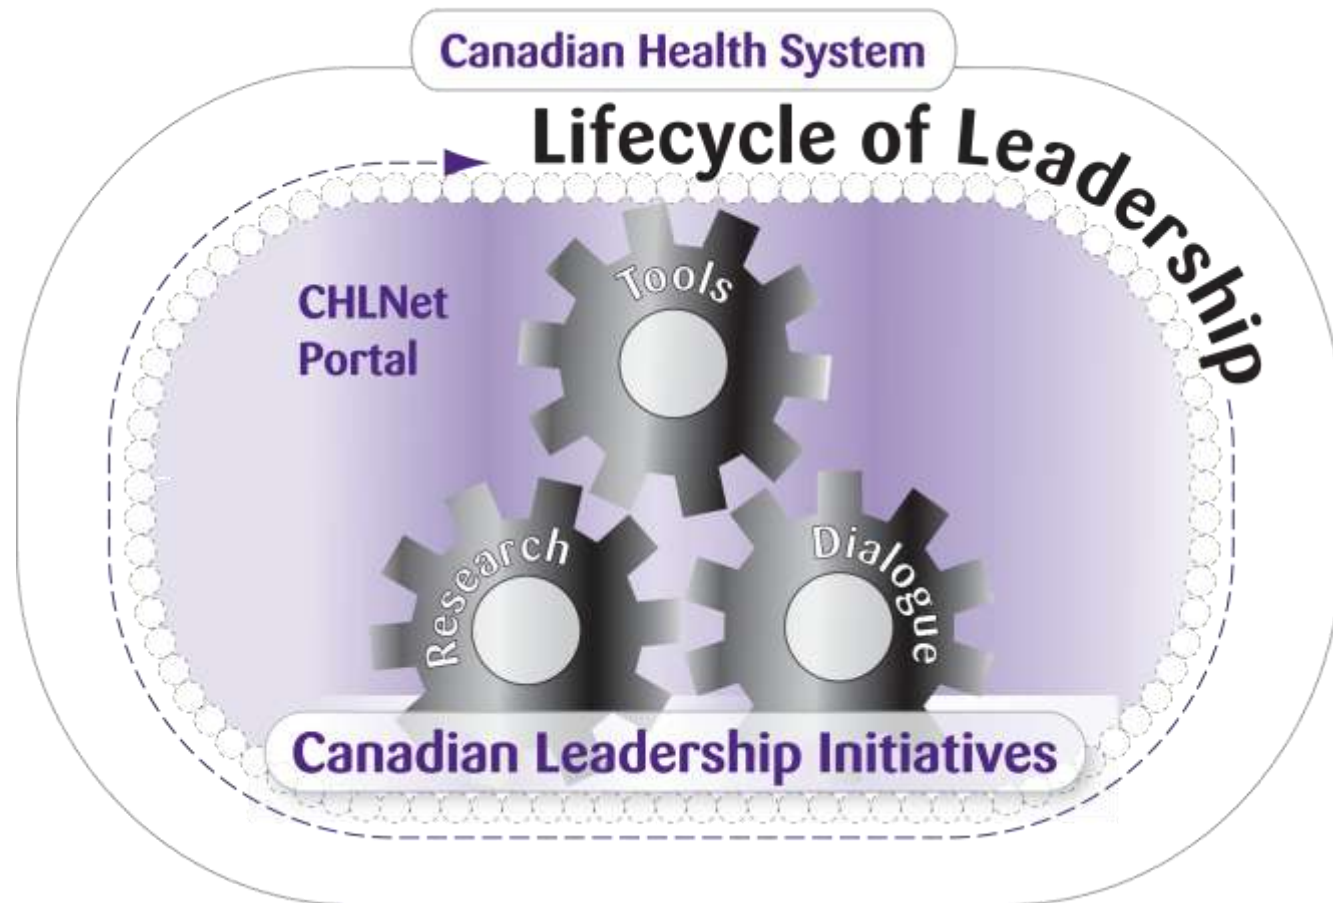 Canadian Health System
Lifecycle of Leadership
CHLNet
Portal
Tools
Research
Dialogue
Canadian Leadership Initiatives